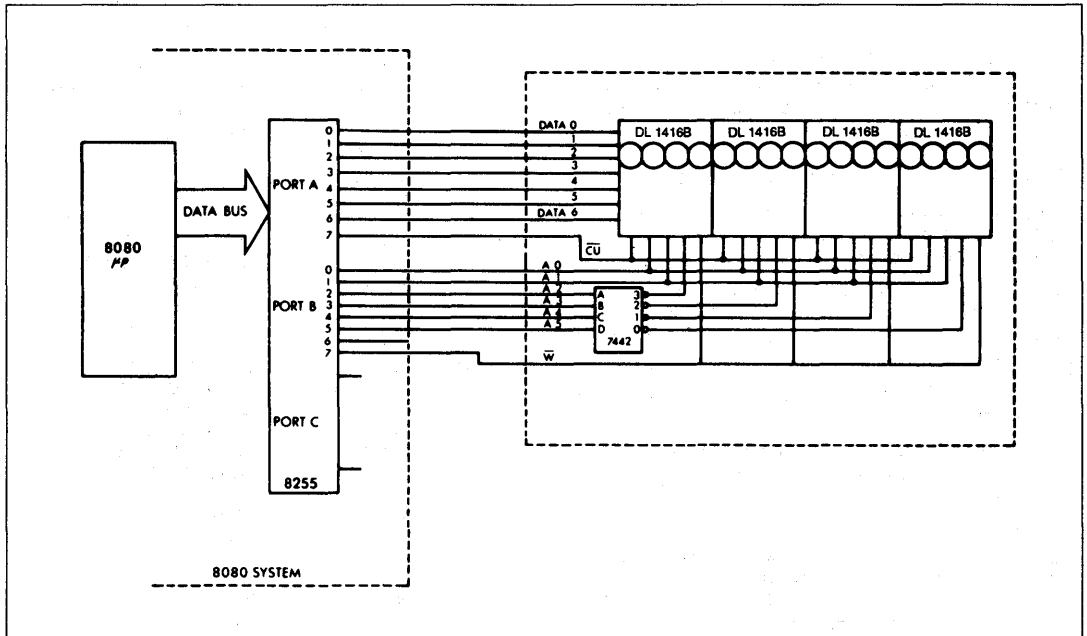 8080
μP
DATA BUS
PORT A
0
1
2
3
4
5
6
7
PORT B
0
1
2
3
4
5
6
7
PORT C
8255
8080 SYSTEM
DATA 0
1
2
3
4
5
DATA 6
C̅U̅
A 0
A 1
A 2
A 3
A 4
A 5
W̅
A 3
B 2
C 1
D 0
7442
DL 1416B
DL 1416B
DL 1416B
DL 1416B